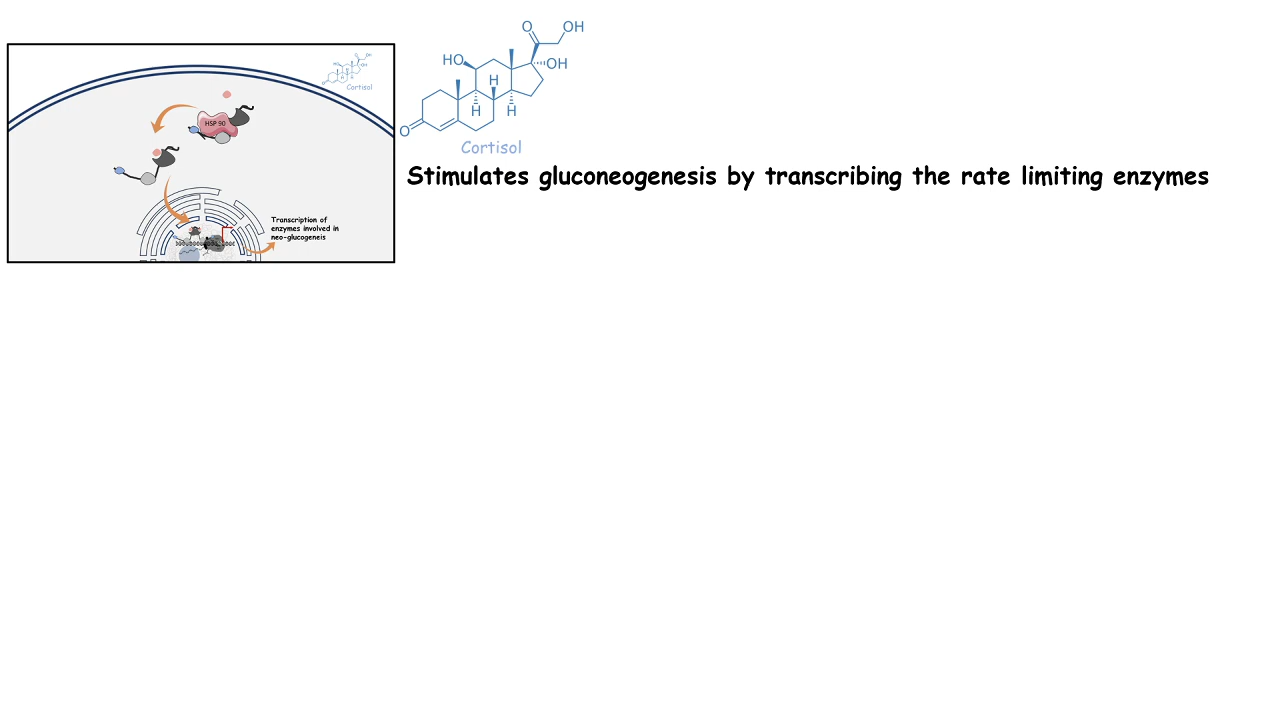 O
OH
HO
OH
H
H
H
O
Cortisol
Stimulates gluconeogenesis by transcribing the rate limiting enzymes
Cortisol
HSP 90
Transcription of
enzymes involved in
neo-glucogeneis